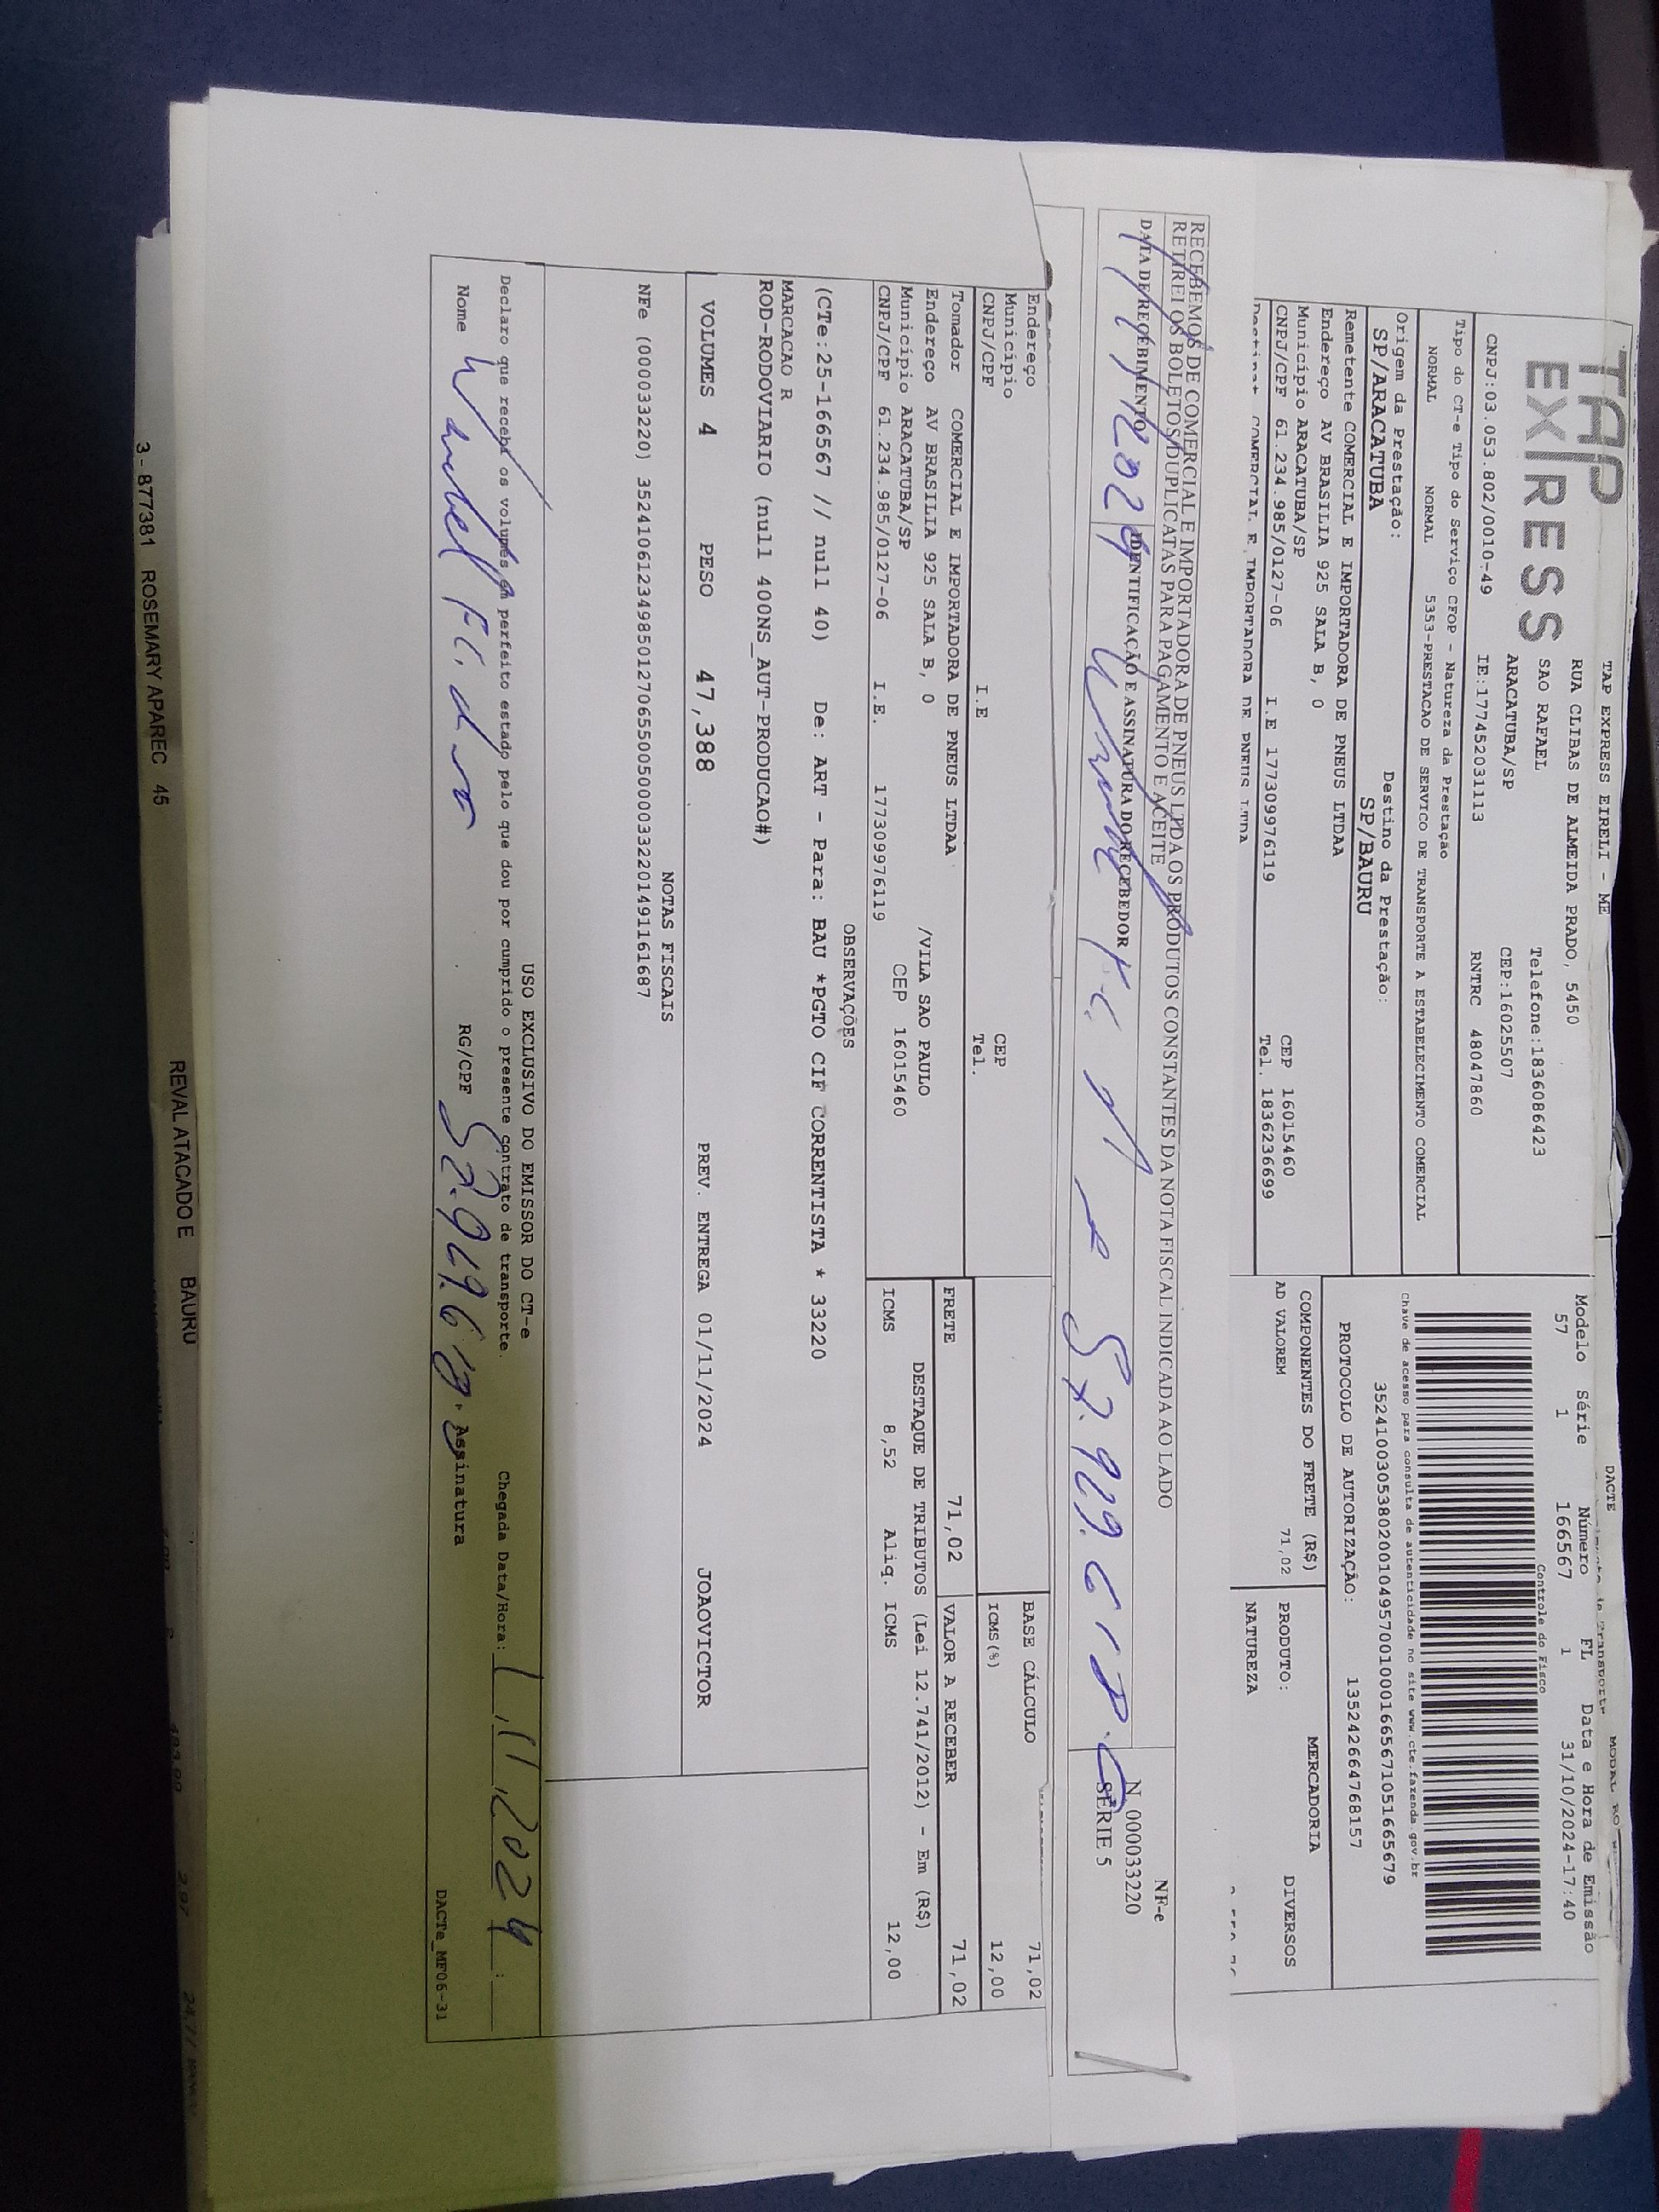 TAP
EXPRESS
TAP EXPRESS EIRELI - ME
RUA CLIBAS DE ALMEIDA PRADO, 5450
SAO RAFAEL Telefone:1836086423
ARACATUBA/SP CEP:16025507
CNPJ:03.053.802/0010-49 IE:177452031113 RNTRC 48047860
Tipo do CT-e Tipo do Serviço CFOP - Natureza da Prestação
NORMAL NORMAL 5353-PRESTACAO DE SERVICO DE TRANSPORTE A ESTABELECIMENTO COMERCIAL
Origem da Prestação: Destino da Prestação:
SP/ARACATUBA SP/BAURU
Remetente COMERCIAL E IMPORTADORA DE PNEUS LTDAA
Endereço AV BRASILIA 925 SALA B, 0
Município ARACATUBA/SP CEP 16015460
CNPJ/CPF 61.234.985/0127-06 I.E 177309976119 Tel. 1836236699
COMERCIAL E IMPORTADORA DE PNEUS LTDA
DACTE
Modelo Série Número FL Data e Hora de Emissão
57 1 166567 1 31/10/2024-17:40
Controle do Fisco
Chave de acesso para consulta de autenticidade no site www.cte.fazenda.gov.br
35241003053802001049570010001665671051665679
PROTOCOLO DE AUTORIZAÇÃO: 135242664768157
COMPONENTES DO FRETE (R$) MERCADORIA
AD VALOREM 71,02 PRODUTO: DIVERSOS
NATUREZA
RECEBEMOS DE COMERCIAL E IMPORTADORA DE PNEUS LTDA OS PRODUTOS CONSTANTES DA NOTA FISCAL INDICADA AO LADO
RETIREI OS BOLETOS/DUPLICATAS PARA PAGAMENTO E ACEITE
DATA DE RECEBIMENTO IDENTIFICAÇÃO E ASSINATURA DO RECEBEDOR
1/11/2024
NF-e
N 000033220
SÉRIE 5
Endereço
Município CEP
CNPJ/CPF I.E Tel.
BASE CÁLCULO 71,02
ICMS(%) 12,00
Tomador COMERCIAL E IMPORTADORA DE PNEUS LTDAA
Endereço AV BRASILIA 925 SALA B, 0 /VILA SAO PAULO
Município ARACATUBA/SP CEP 16015460
CNPJ/CPF 61.234.985/0127-06 I.E. 177309976119
FRETE 71,02 VALOR A RECEBER 71,02
DESTAQUE DE TRIBUTOS (Lei 12.741/2012) - Em (R$)
ICMS 8,52 Aliq. ICMS 12,00
OBSERVAÇÕES
(CTe:25-166567 // null 40) De: ART - Para: BAU *PGTO CIF CORRENTISTA * 33220
MARCACAO R
ROD-RODOVIARIO (null 400NS_AUT-PRODUCAO#)
VOLUMES 4 PESO 47,388 PREV. ENTREGA 01/11/2024 JOAOVICTOR
NOTAS FISCAIS
NFe (000033220) 35241061234985012706550050000332201491161687
USO EXCLUSIVO DO EMISSOR DO CT-e
Declaro que recebi os volumes em perfeito estado pelo que dou por cumprido o presente contrato de transporte. Chegada Data/Hora: 1,11,2024 :
Nome RG/CPF Assinatura
DACTe_MF06-31
3 - 877381 ROSEMARY APAREC 45
REVAL ATACADO E BAURU